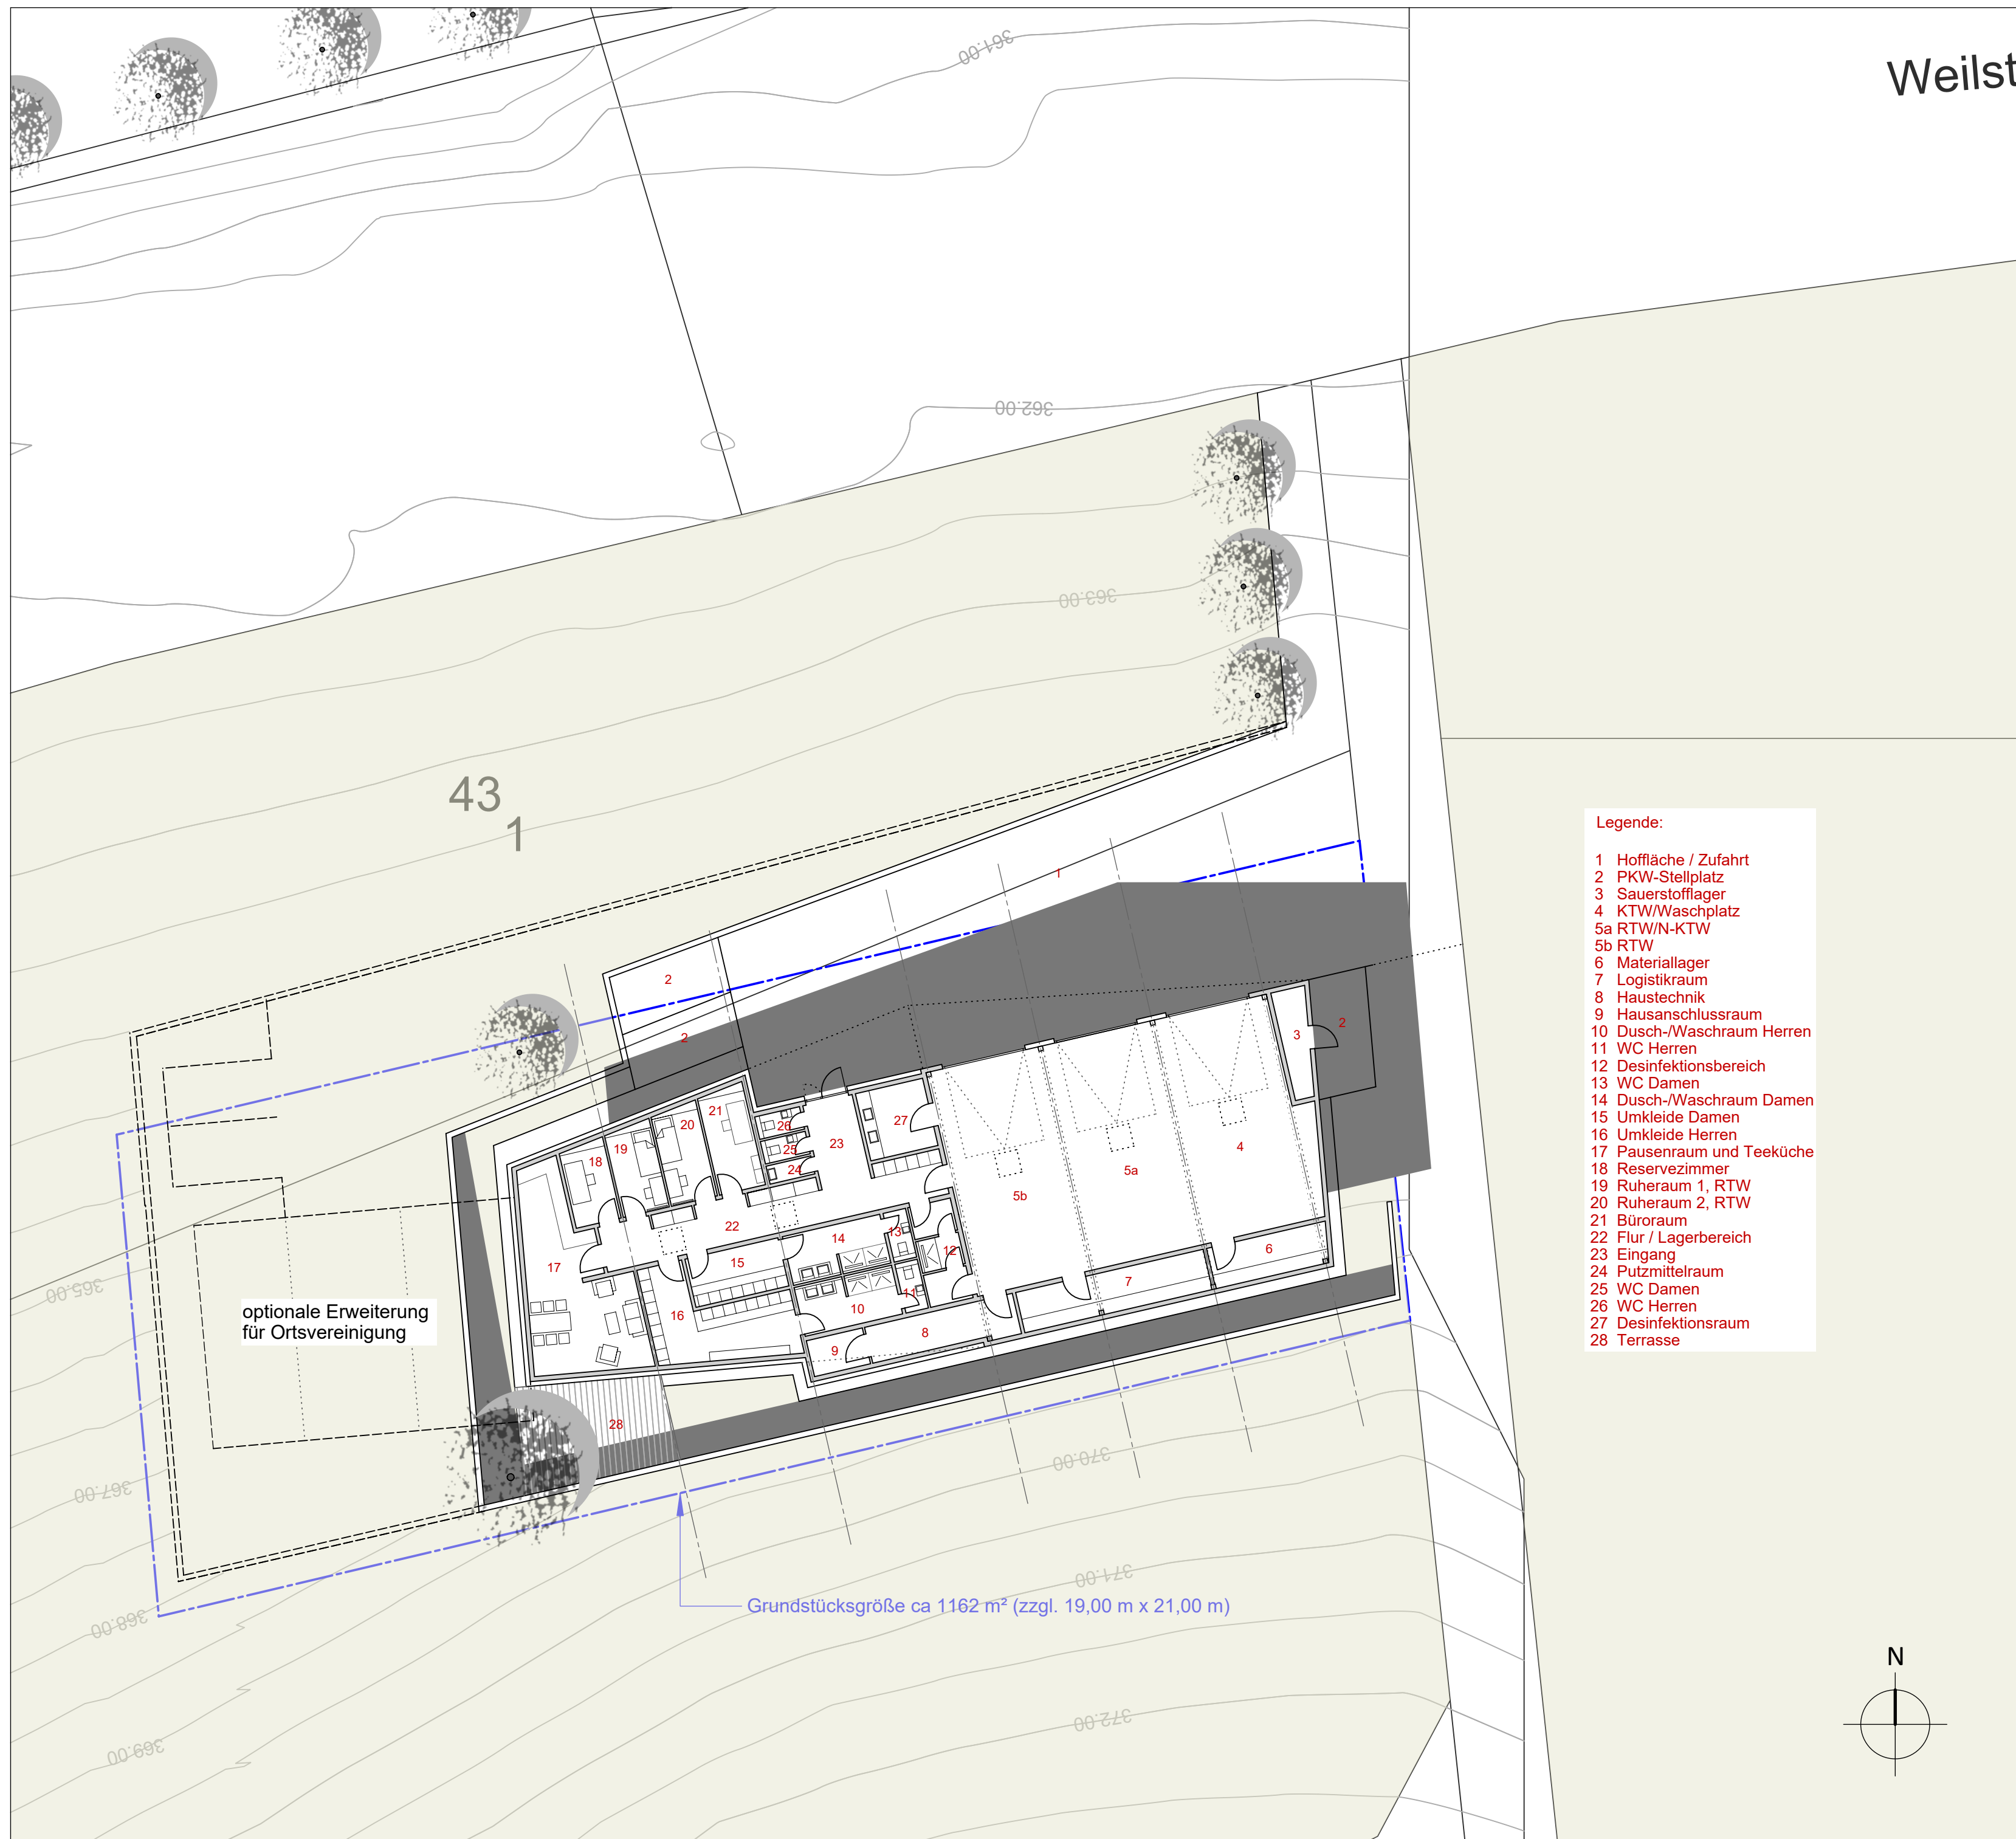 361.00
Weilst
362.00
363.00
43
1
Legende:
1 Hoffläche / Zufahrt
2 PKW-Stellplatz
3 Sauerstofflager
4 KTW/Waschplatz
5a RTW/N-KTW
5b RTW
6 Materiallager
7 Logistikraum
8 Haustechnik
9 Hausanschlussraum
10 Dusch-/Waschraum Herren
11 WC Herren
12 Desinfektionsbereich
13 WC Damen
14 Dusch-/Waschraum Damen
15 Umkleide Damen
16 Umkleide Herren
17 Pausenraum und Teeküche
18 Reservezimmer
19 Ruheraum 1, RTW
20 Ruheraum 2, RTW
21 Büroraum
22 Flur / Lagerbereich
23 Eingang
24 Putzmittelraum
25 WC Damen
26 WC Herren
27 Desinfektionsraum
28 Terrasse
1
2
2
2
3
21
20
19
18
26
25
24
23
27
4
5a
5b
22
13
14
12
15
17
16
10
11
6
7
8
9
28
365.00
optionale Erweiterung
für Ortsvereinigung
367.00
370.00
371.00
Grundstücksgröße ca 1162 m² (zzgl. 19,00 m x 21,00 m)
368.00
372.00
369.00
N